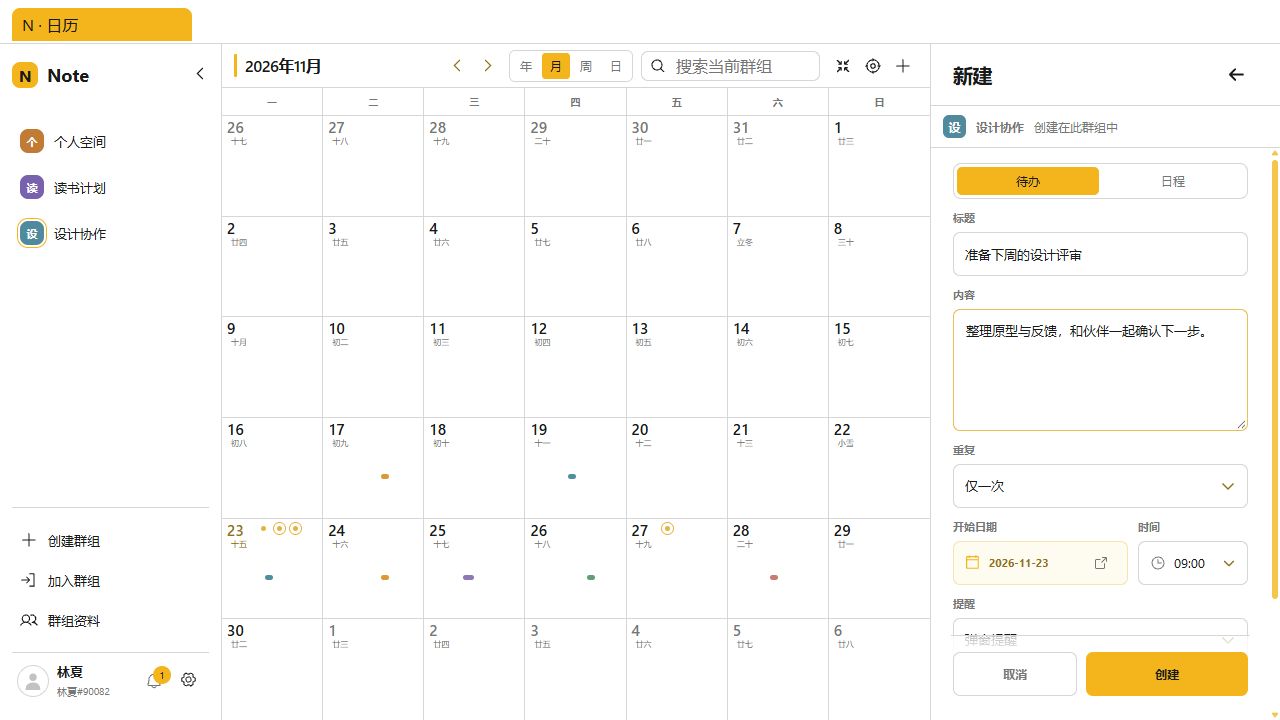 N · 日历
N Note
个 个人空间
读 读书计划
设 设计协作
创建群组
加入群组
群组资料
林夏
林夏#90082
1
2026年11月
年 月 周 日
搜索当前群组
一 二 三 四 五 六 日
26 27 28 29 30 31 1
十七 十八 十九 二十 廿一 廿二 廿三
2 3 4 5 6 7 8
廿四 廿五 廿六 廿七 廿八 立冬 三十
9 10 11 12 13 14 15
十月 初二 初三 初四 初五 初六 初七
16 17 18 19 20 21 22
初八 初九 初十 十一 十二 十三 小雪
23 24 25 26 27 28 29
十五 十六 十七 十八 十九 二十 廿一
30 1 2 3 4 5 6
廿二 廿三 廿四 廿五 廿六 廿七 廿八
新建
设 设计协作 创建在此群组中
待办 日程
标题
准备下周的设计评审
内容
整理原型与反馈，和伙伴一起确认下一步。
重复
仅一次
开始日期 时间
2026-11-23 09:00
提醒
弹窗提醒
取消 创建